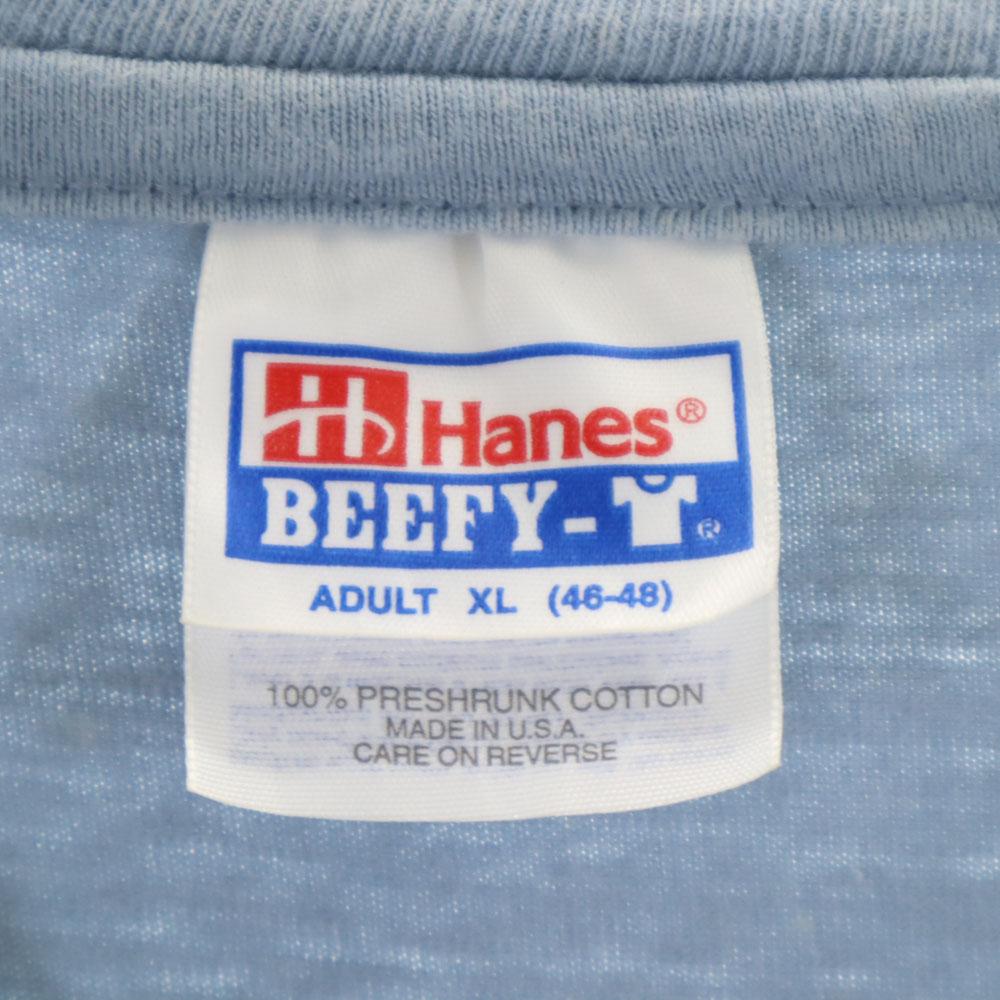 Hanes®
BEEFY-T®
ADULT XL (46-48)
100% PRESHRUNK COTTON
MADE IN U.S.A.
CARE ON REVERSE